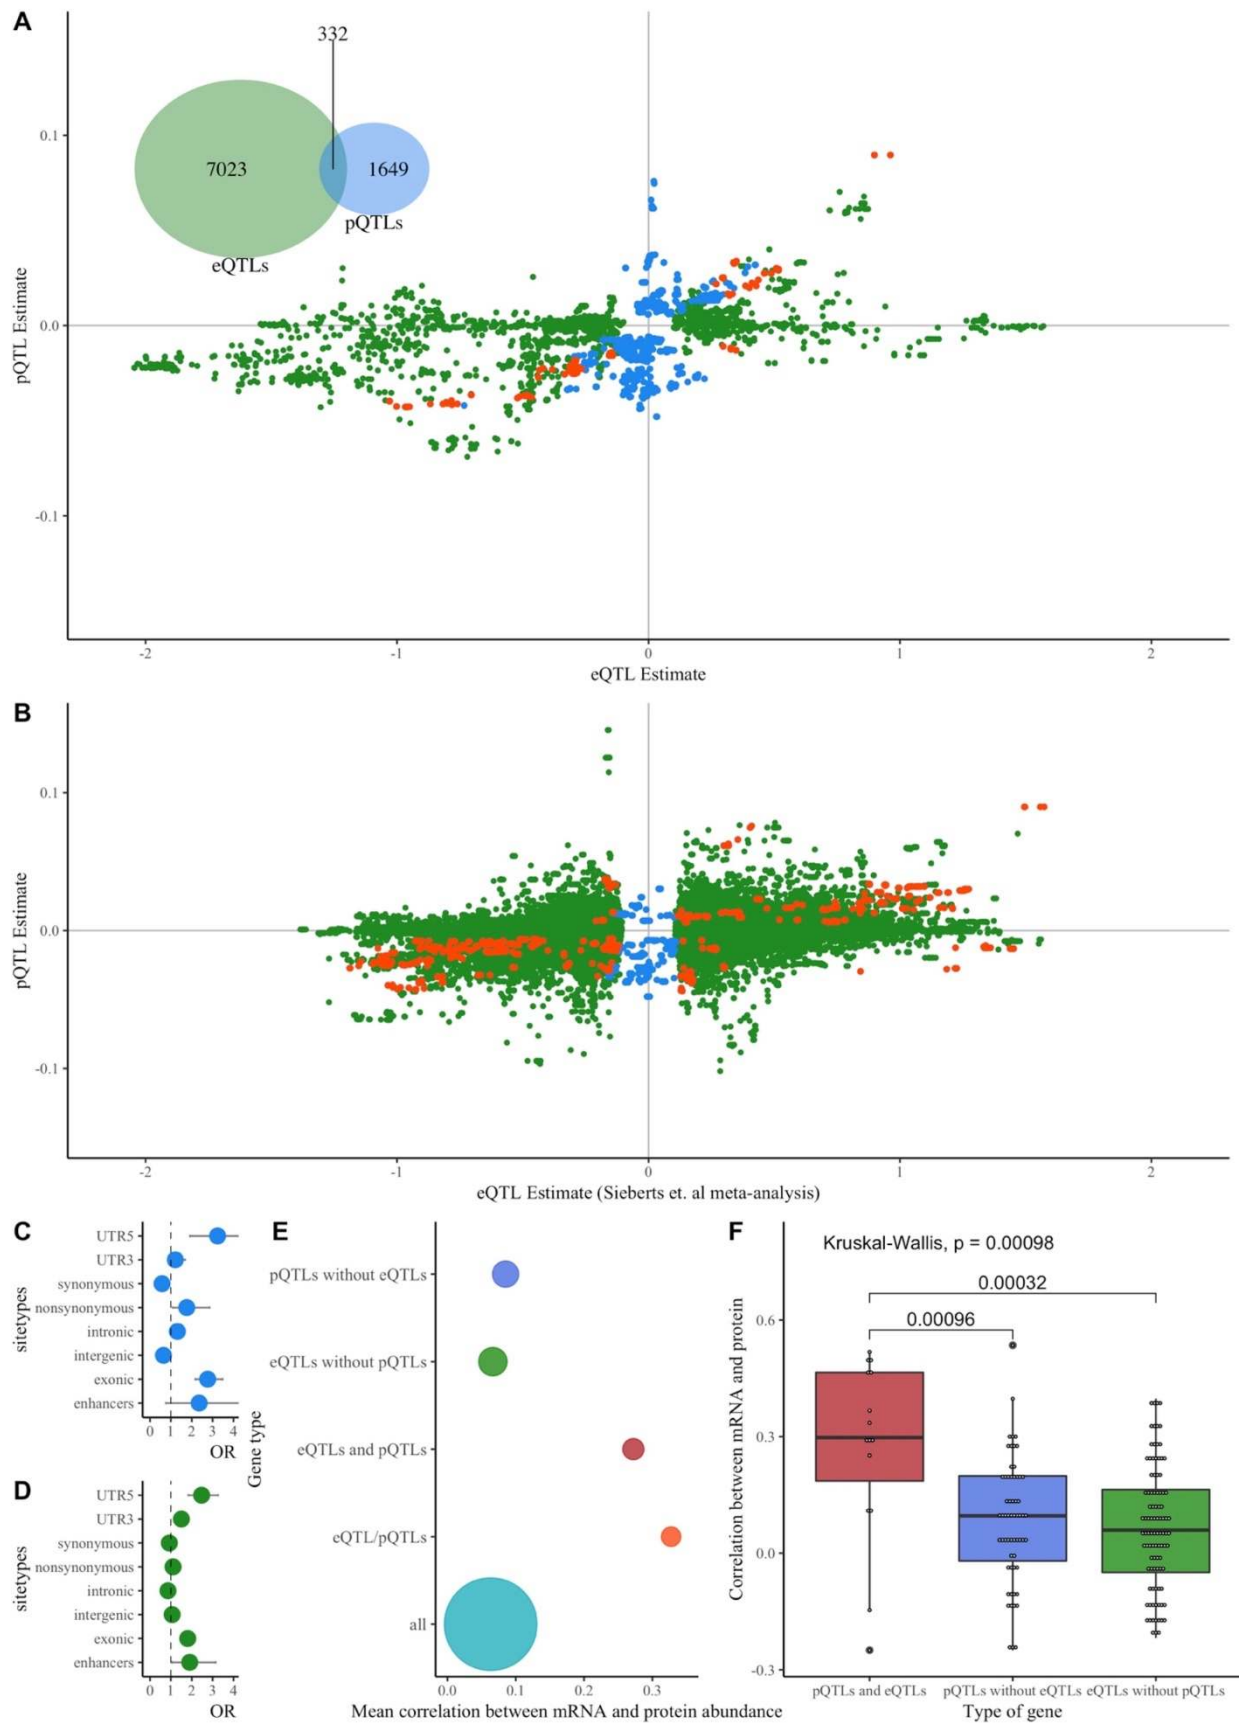 A
332
7023
1649
pQTLs
eQTLs
0.1
0.0
-0.1
pQTL Estimate
-2
-1
0
1
2
eQTL Estimate
B
0.1
0.0
-0.1
pQTL Estimate
-2
-1
0
1
2
eQTL Estimate (Sieberts et. al meta-analysis)
C
sitetypes
UTR5
UTR3
synonymous
nonsynonymous
intronic
intergenic
exonic
enhancers
0 1 2 3 4
OR
D
sitetypes
UTR5
UTR3
synonymous
nonsynonymous
intronic
intergenic
exonic
enhancers
0 1 2 3 4
OR
E
Gene type
pQTLs without eQTLs
eQTLs without pQTLs
eQTLs and pQTLs
eQTL/pQTLs
all
0.0 0.1 0.2 0.3
Mean correlation between mRNA and protein abundance
F
Kruskal-Wallis, p = 0.00098
0.00032
0.00096
Correlation between mRNA and protein
0.6
0.3
0.0
-0.3
pQTLs and eQTLs
pQTLs without eQTLs
eQTLs without pQTLs
Type of gene